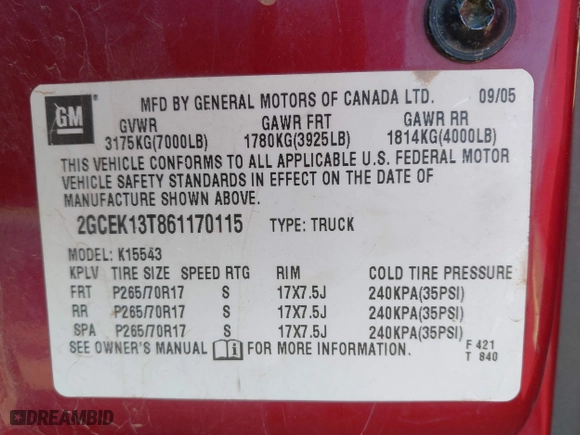 GM
MFD BY GENERAL MOTORS OF CANADA LTD. 09/05
GVWR GAWR FRT GAWR RR
3175KG(7000LB) 1780KG(3925LB) 1814KG(4000LB)
THIS VEHICLE CONFORMS TO ALL APPLICABLE U.S. FEDERAL MOTOR
VEHICLE SAFETY STANDARDS IN EFFECT ON THE DATE OF
MANUFACTURE SHOWN ABOVE.
2GCEK13T861170115 TYPE: TRUCK
MODEL: K15543
KPLV TIRE SIZE SPEED RTG RIM COLD TIRE PRESSURE
FRT P265/70R17 S 17X7.5J 240KPA(35PSI)
RR P265/70R17 S 17X7.5J 240KPA(35PSI)
SPA P265/70R17 S 17X7.5J 240KPA(35PSI)
SEE OWNER'S MANUAL i FOR MORE INFORMATION.
F 421
T 840
DREAMBID